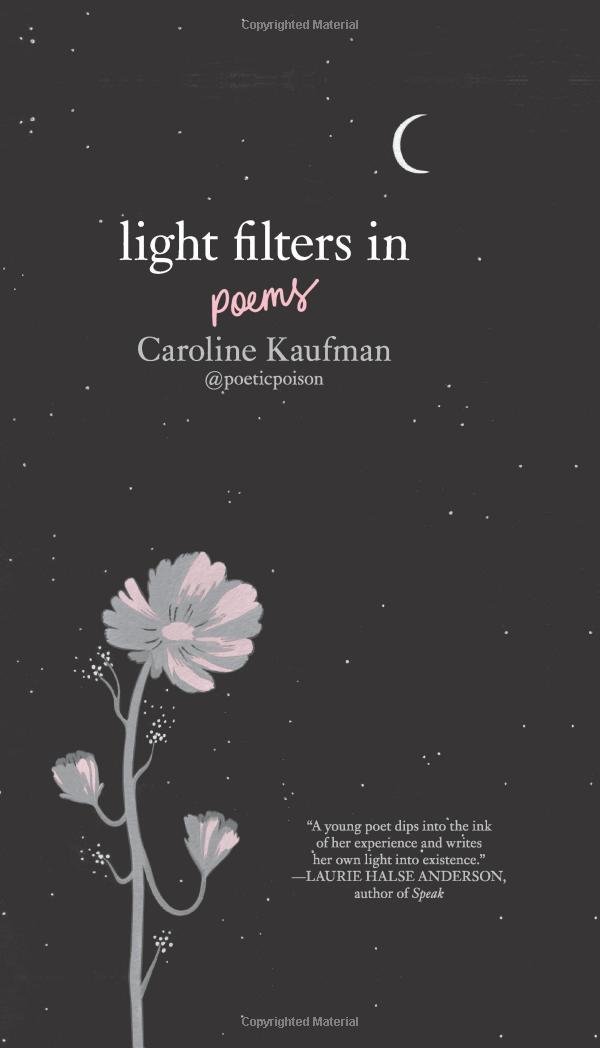 Copyrighted Material
light filters in
poems
Caroline Kaufman
@poeticpoison
“A young poet dips into the ink
of her experience and writes
her own light into existence.”
—LAURIE HALSE ANDERSON,
author of Speak
Copyrighted Material